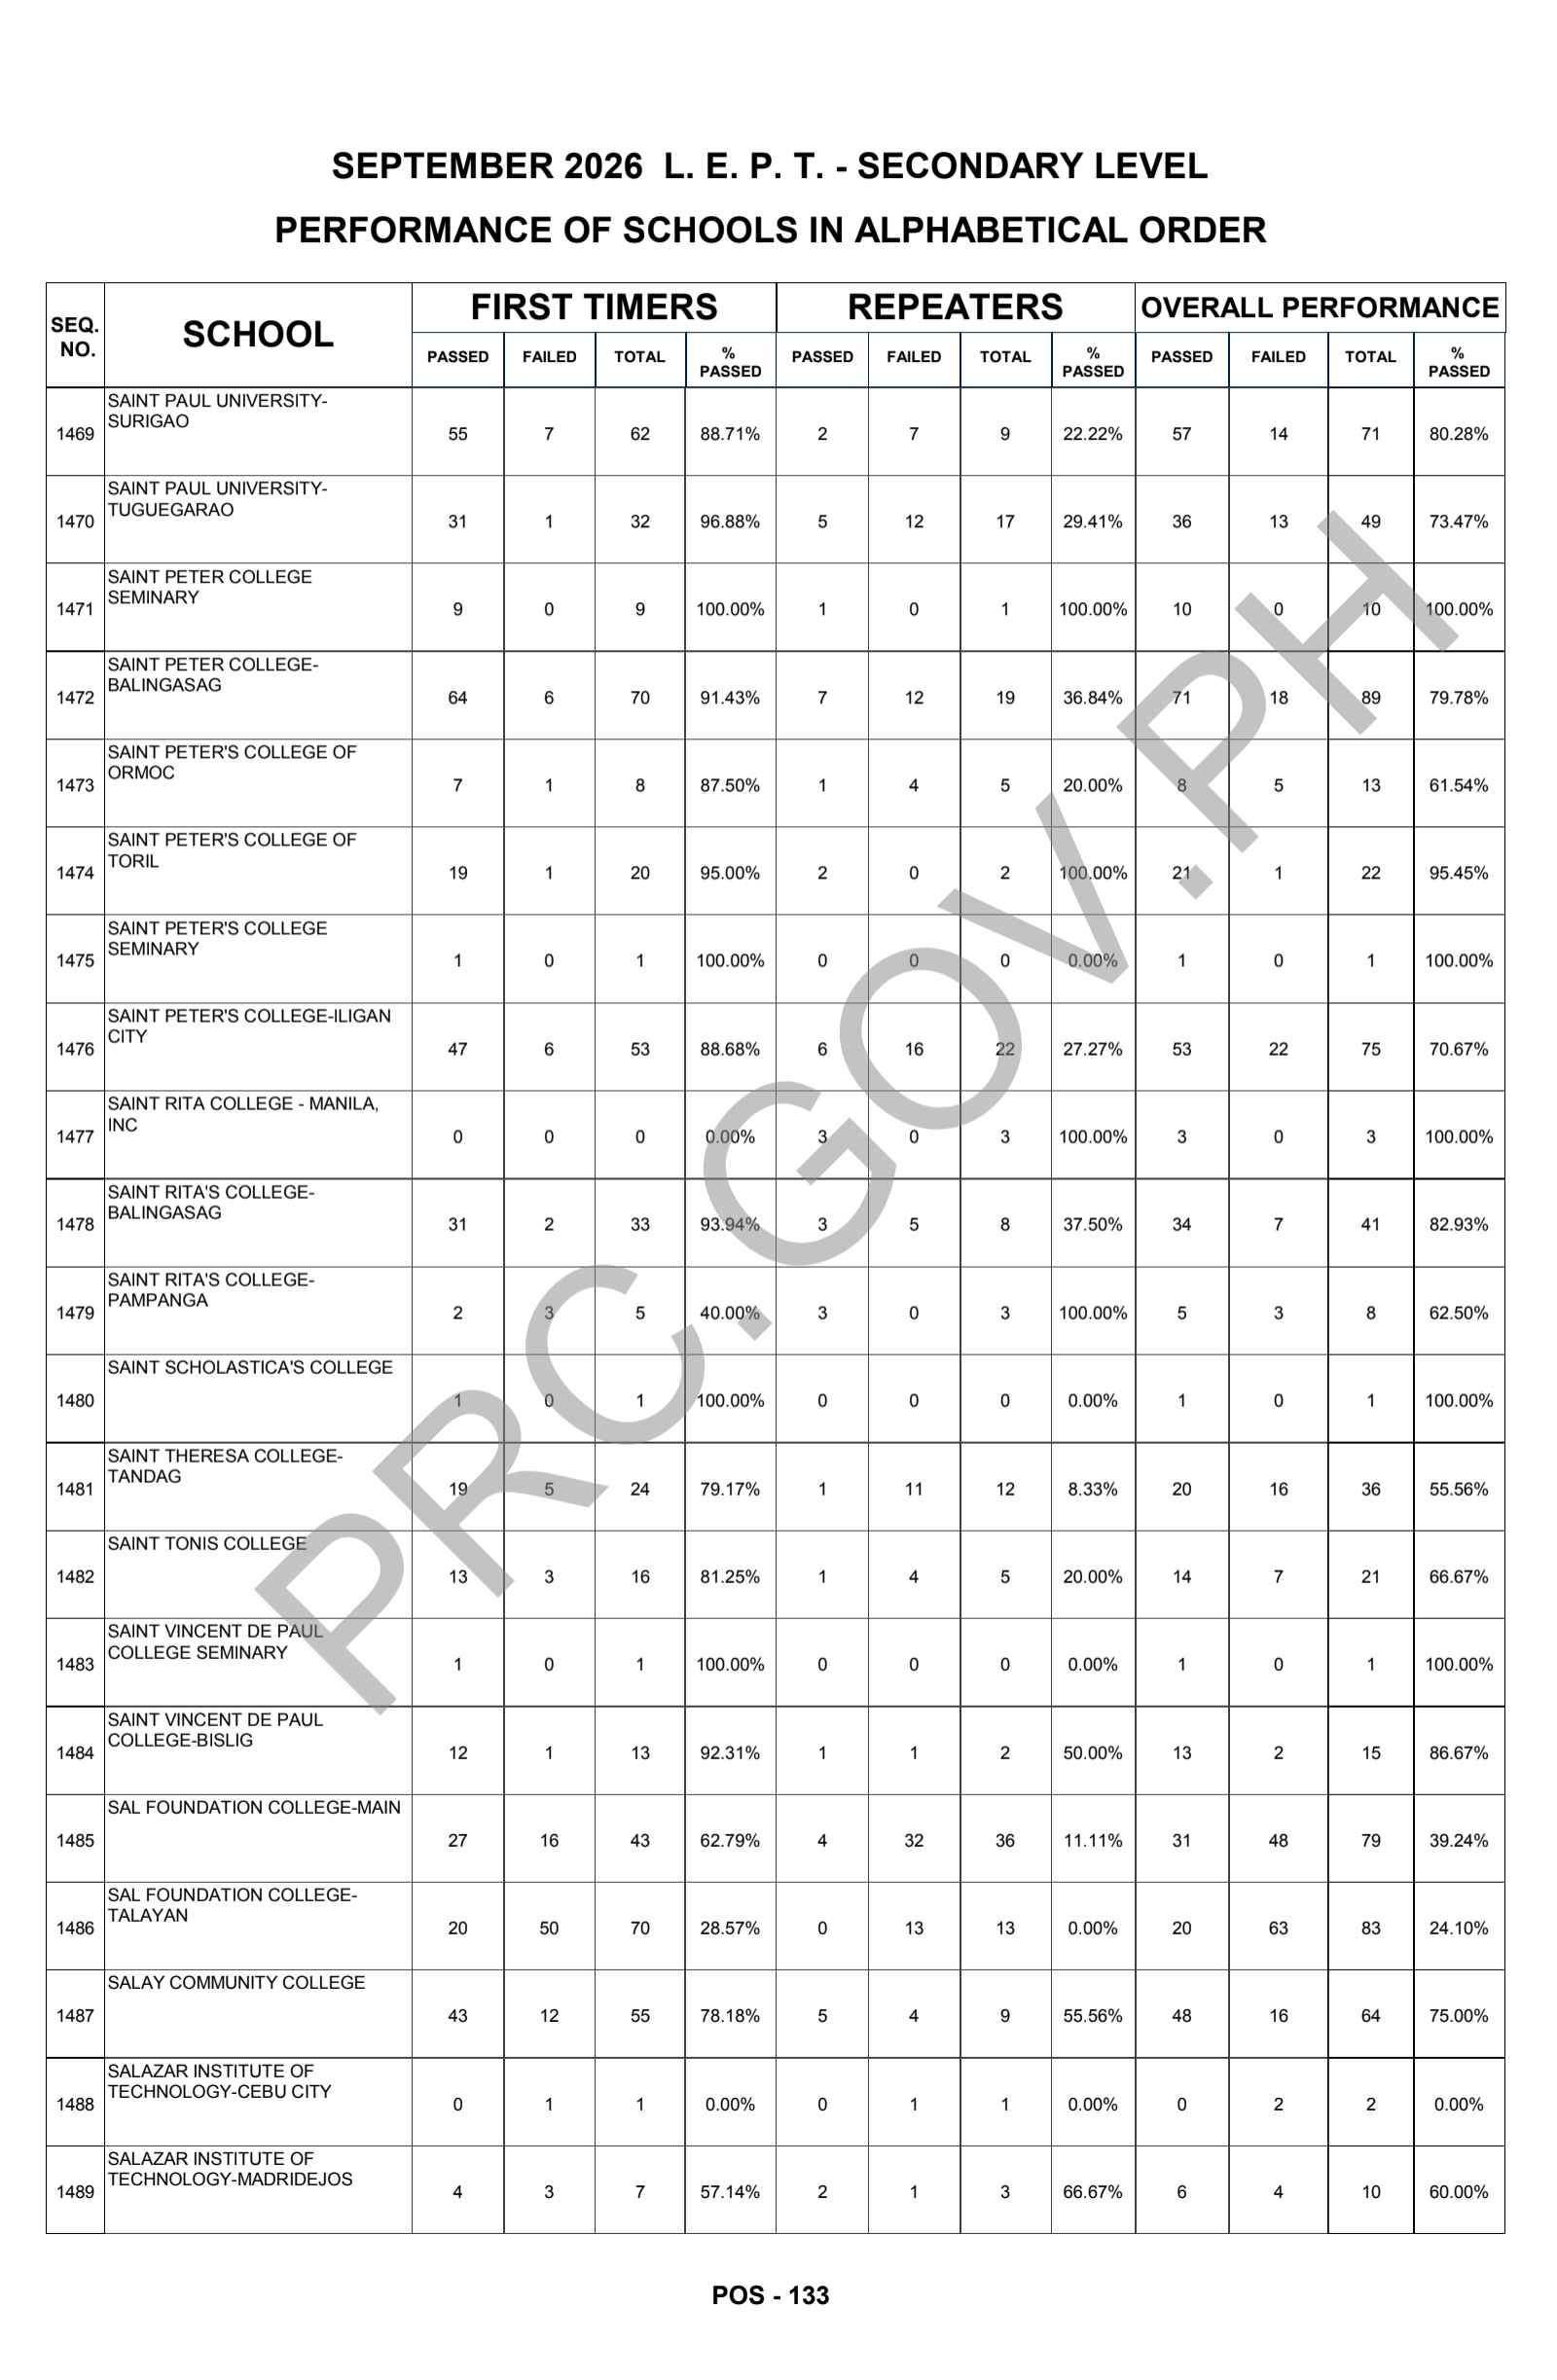 SEPTEMBER 2026 L. E. P. T. - SECONDARY LEVEL
PERFORMANCE OF SCHOOLS IN ALPHABETICAL ORDER
SEQ. NO. SCHOOL FIRST TIMERS REPEATERS OVERALL PERFORMANCE
PASSED FAILED TOTAL % PASSED PASSED FAILED TOTAL % PASSED PASSED FAILED TOTAL % PASSED
1469 SAINT PAUL UNIVERSITY-SURIGAO 55 7 62 88.71% 2 7 9 22.22% 57 14 71 80.28%
1470 SAINT PAUL UNIVERSITY-TUGUEGARAO 31 1 32 96.88% 5 12 17 29.41% 36 13 49 73.47%
1471 SAINT PETER COLLEGE SEMINARY 9 0 9 100.00% 1 0 1 100.00% 10 0 10 100.00%
1472 SAINT PETER COLLEGE-BALINGASAG 64 6 70 91.43% 7 12 19 36.84% 71 18 89 79.78%
1473 SAINT PETER'S COLLEGE OF ORMOC 7 1 8 87.50% 1 4 5 20.00% 8 5 13 61.54%
1474 SAINT PETER'S COLLEGE OF TORIL 19 1 20 95.00% 2 0 2 100.00% 21 1 22 95.45%
1475 SAINT PETER'S COLLEGE SEMINARY 1 0 1 100.00% 0 0 0 0.00% 1 0 1 100.00%
1476 SAINT PETER'S COLLEGE-ILIGAN CITY 47 6 53 88.68% 6 16 22 27.27% 53 22 75 70.67%
1477 SAINT RITA COLLEGE - MANILA, INC 0 0 0 0.00% 3 0 3 100.00% 3 0 3 100.00%
1478 SAINT RITA'S COLLEGE-BALINGASAG 31 2 33 93.94% 3 5 8 37.50% 34 7 41 82.93%
1479 SAINT RITA'S COLLEGE-PAMPANGA 2 3 5 40.00% 3 0 3 100.00% 5 3 8 62.50%
1480 SAINT SCHOLASTICA'S COLLEGE 1 0 1 100.00% 0 0 0 0.00% 1 0 1 100.00%
1481 SAINT THERESA COLLEGE-TANDAG 19 5 24 79.17% 1 11 12 8.33% 20 16 36 55.56%
1482 SAINT TONIS COLLEGE 13 3 16 81.25% 1 4 5 20.00% 14 7 21 66.67%
1483 SAINT VINCENT DE PAUL COLLEGE SEMINARY 1 0 1 100.00% 0 0 0 0.00% 1 0 1 100.00%
1484 SAINT VINCENT DE PAUL COLLEGE-BISLIG 12 1 13 92.31% 1 1 2 50.00% 13 2 15 86.67%
1485 SAL FOUNDATION COLLEGE-MAIN 27 16 43 62.79% 4 32 36 11.11% 31 48 79 39.24%
1486 SAL FOUNDATION COLLEGE-TALAYAN 20 50 70 28.57% 0 13 13 0.00% 20 63 83 24.10%
1487 SALAY COMMUNITY COLLEGE 43 12 55 78.18% 5 4 9 55.56% 48 16 64 75.00%
1488 SALAZAR INSTITUTE OF TECHNOLOGY-CEBU CITY 0 1 1 0.00% 0 1 1 0.00% 0 2 2 0.00%
1489 SALAZAR INSTITUTE OF TECHNOLOGY-MADRIDEJOS 4 3 7 57.14% 2 1 3 66.67% 6 4 10 60.00%
PRC.GOV.PH
POS - 133